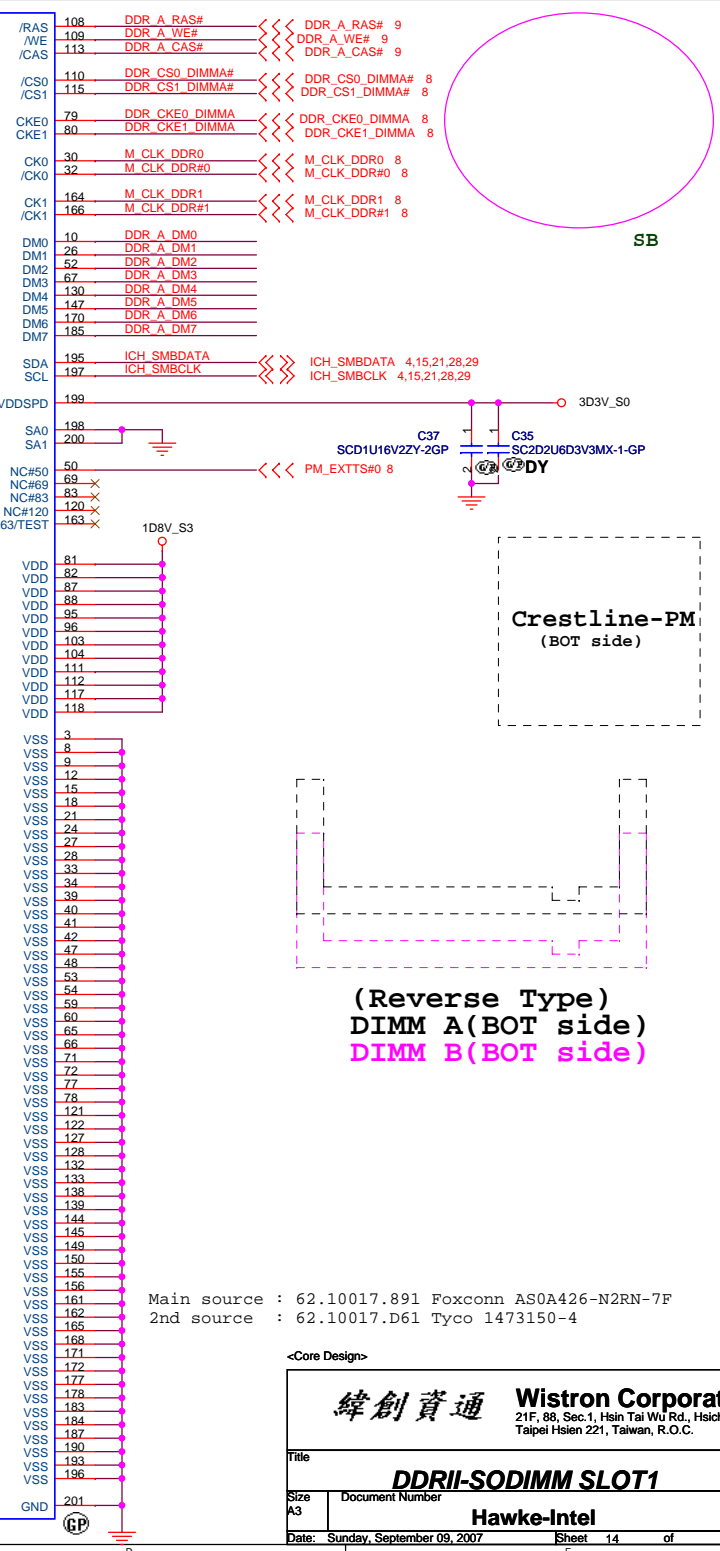 /RAS 108 DDR_A_RAS# DDR_A_RAS# 9
/WE 109 DDR_A_WE# DDR_A_WE# 9
/CAS 113 DDR_A_CAS# DDR_A_CAS# 9
/CS0 110 DDR_CS0_DIMMA# DDR_CS0_DIMMA# 8
/CS1 115 DDR_CS1_DIMMA# DDR_CS1_DIMMA# 8
CKE0 79 DDR_CKE0_DIMMA DDR_CKE0_DIMMA 8
CKE1 80 DDR_CKE1_DIMMA DDR_CKE1_DIMMA 8
CK0 30 M_CLK_DDR0 M_CLK_DDR0 8
/CK0 32 M_CLK_DDR#0 M_CLK_DDR#0 8
CK1 164 M_CLK_DDR1 M_CLK_DDR1 8
/CK1 166 M_CLK_DDR#1 M_CLK_DDR#1 8
SB
DM0 10 DDR_A_DM0
DM1 26 DDR_A_DM1
DM2 52 DDR_A_DM2
DM3 67 DDR_A_DM3
DM4 130 DDR_A_DM4
DM5 147 DDR_A_DM5
DM6 170 DDR_A_DM6
DM7 185 DDR_A_DM7
SDA 195 ICH_SMBDATA ICH_SMBDATA 4,15,21,28,29
SCL 197 ICH_SMBCLK ICH_SMBCLK 4,15,21,28,29
VDDSPD 199 3D3V_S0
SA0 198
SA1 200
C37 1 1 C35
SCD1U16V2ZY-2GP SC2D2U6D3V3MX-1-GP
2 GP GP DY
NC#50 50 PM_EXTTS#0 8
NC#69 69
NC#83 83
NC#120 120
63/TEST 163
1D8V_S3
VDD 81
VDD 82
VDD 87
VDD 88
VDD 95
VDD 96
VDD 103
VDD 104
VDD 111
VDD 112
VDD 117
VDD 118
Crestline-PM
(BOT side)
VSS 3
VSS 8
VSS 9
VSS 12
VSS 15
VSS 18
VSS 21
VSS 24
VSS 27
VSS 28
VSS 33
VSS 34
VSS 39
VSS 40
VSS 41
VSS 42
VSS 47
VSS 48
VSS 53
VSS 54
VSS 59
VSS 60
VSS 65
VSS 66
VSS 71
VSS 72
VSS 77
VSS 78
VSS 121
VSS 122
VSS 127
VSS 128
VSS 132
VSS 133
VSS 138
VSS 139
VSS 144
VSS 145
VSS 149
VSS 150
VSS 155
VSS 156
VSS 161
VSS 162
VSS 165
VSS 168
VSS 171
VSS 172
VSS 177
VSS 178
VSS 183
VSS 184
VSS 187
VSS 190
VSS 193
VSS 196
GND 201
GP
(Reverse Type)
DIMM A(BOT side)
DIMM B(BOT side)
Main source : 62.10017.891 Foxconn AS0A426-N2RN-7F
2nd source : 62.10017.D61 Tyco 1473150-4
<Core Design>
緯創資通 Wistron Corporat
21F, 88, Sec.1, Hsin Tai Wu Rd., Hsich
Taipei Hsien 221, Taiwan, R.O.C.
Title
DDRII-SODIMM SLOT1
Size Document Number
A3 Hawke-Intel
Date: Sunday, September 09, 2007 Sheet 14 of